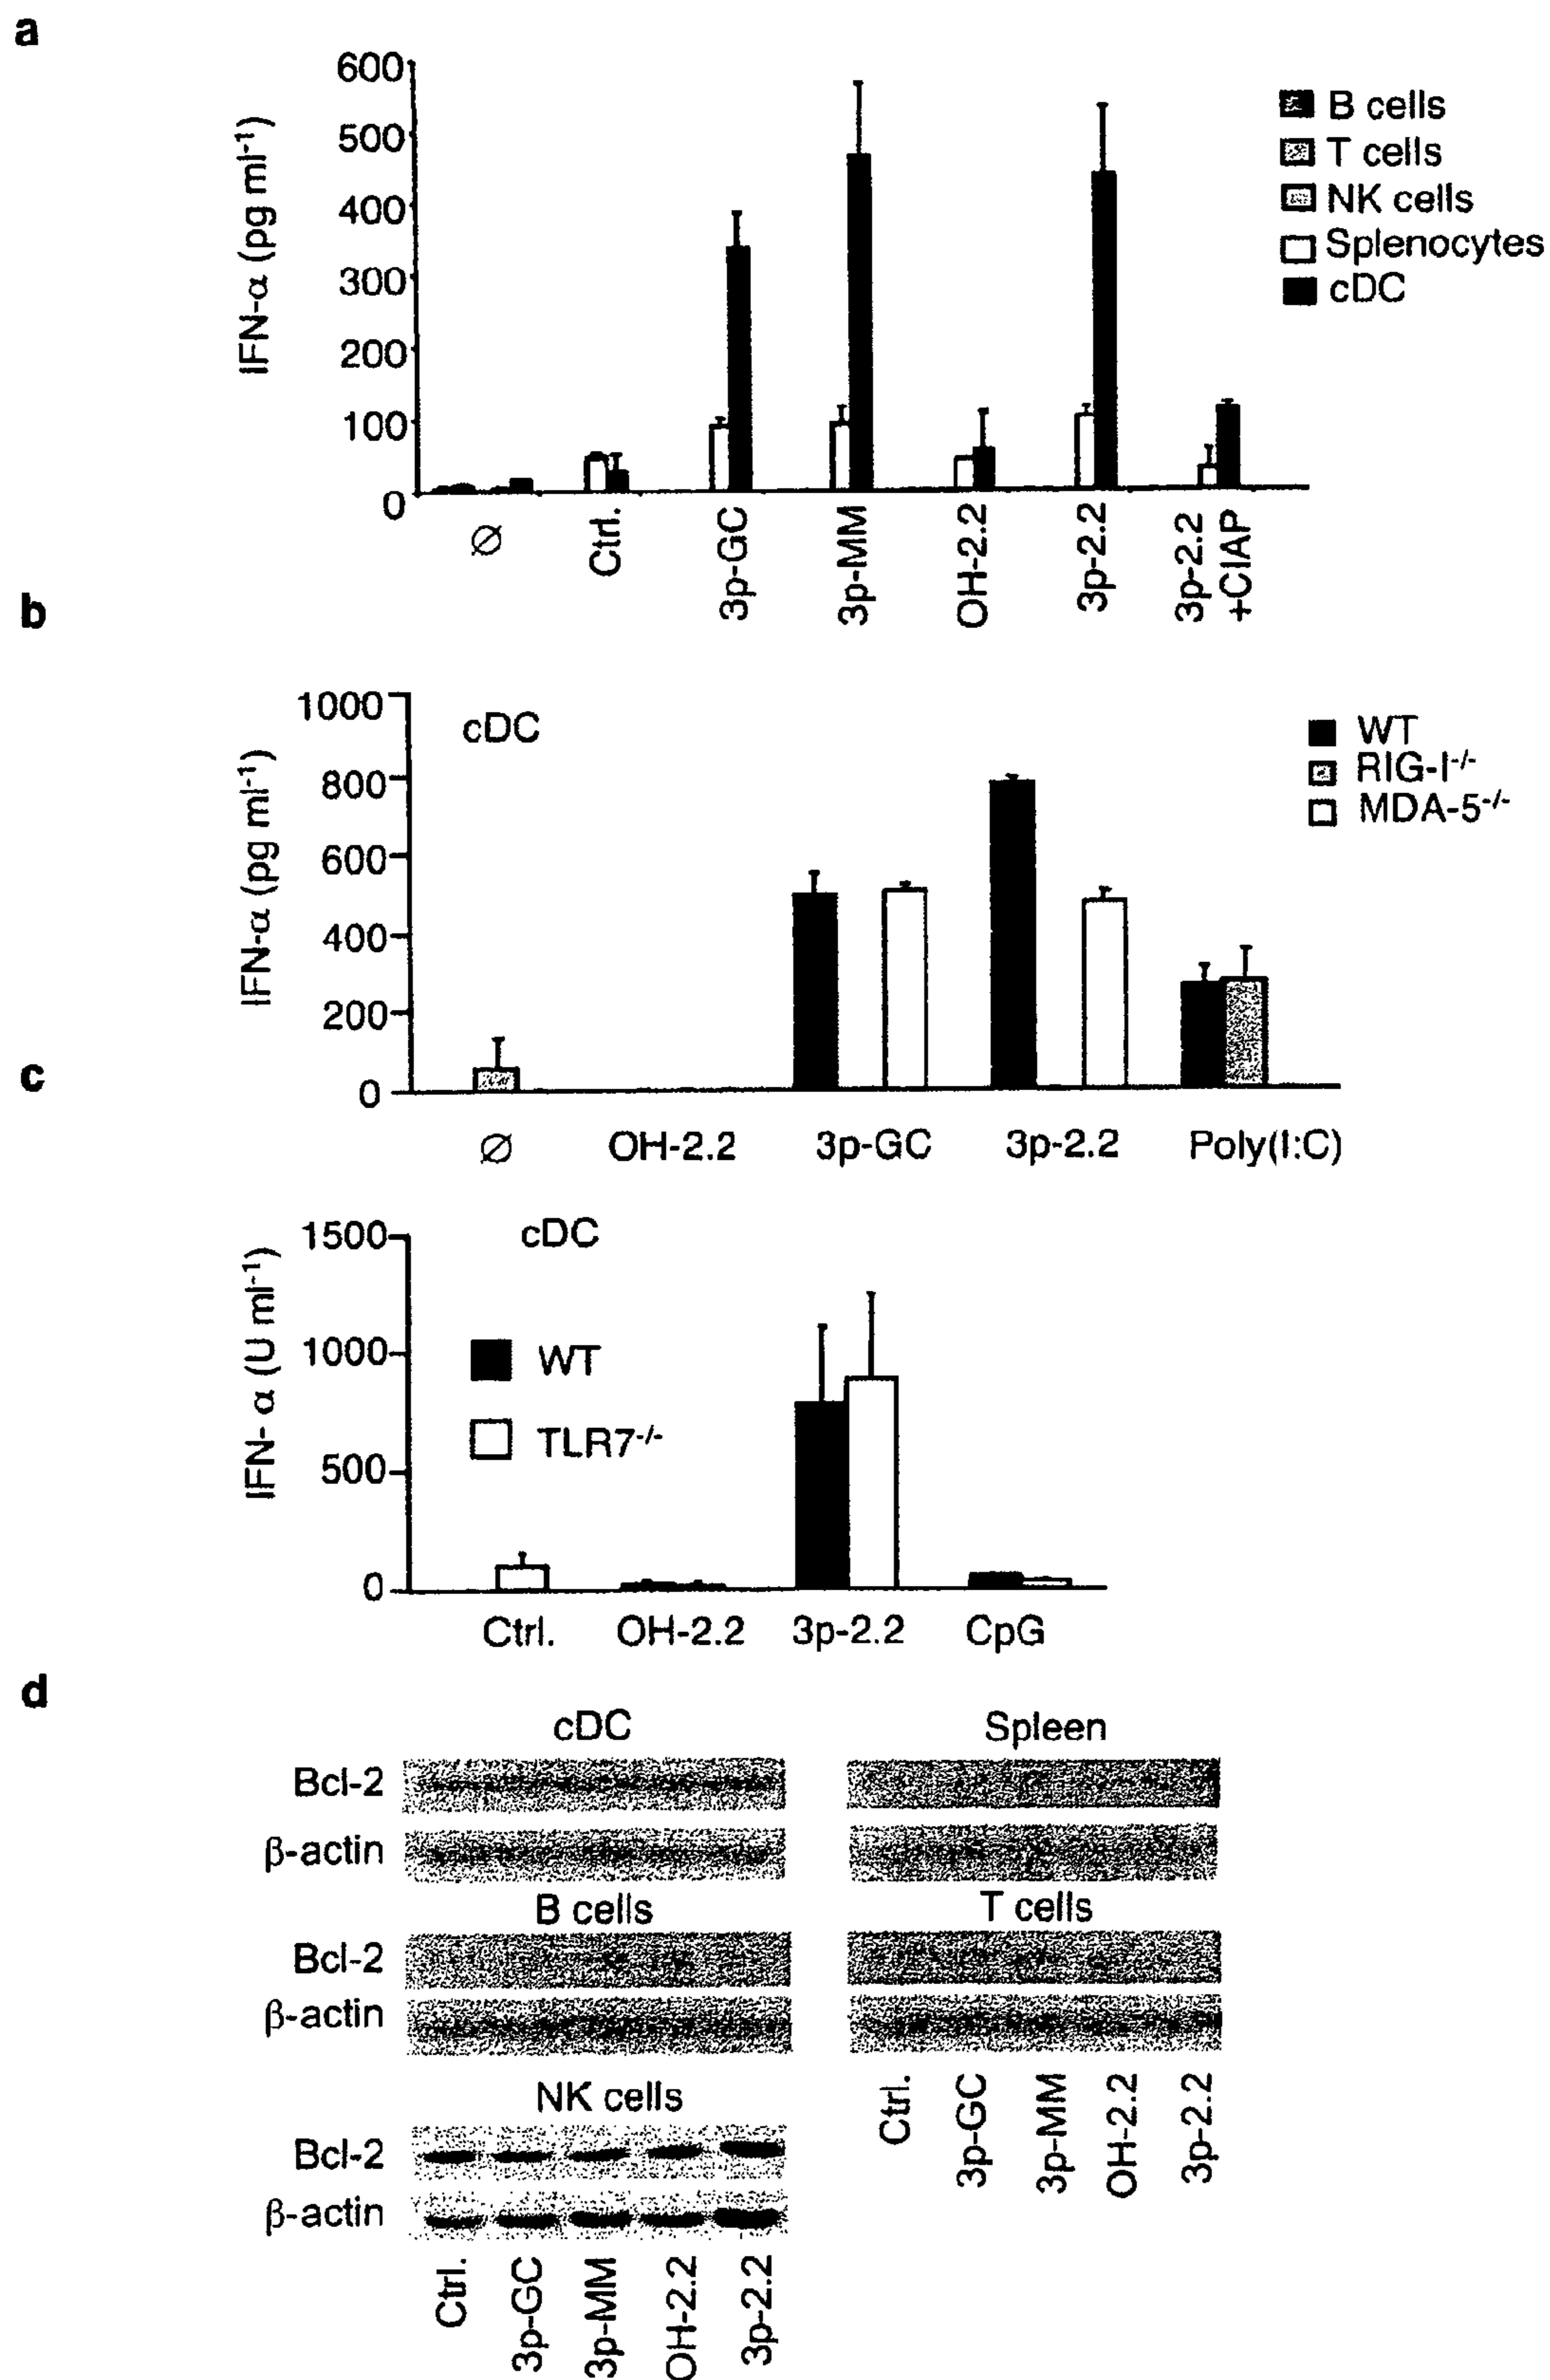 a
IFN-α (pg ml⁻¹)
600
500
400
300
200
100
0
B cells
T cells
NK cells
Splenocytes
cDC
∅
Ctrl.
3p-GC
3p-MM
OH-2.2
3p-2.2
3p-2.2
+CIAP
b
IFN-α (pg ml⁻¹)
1000
800
600
400
200
0
cDC
WT
RIG-I⁻/⁻
MDA-5⁻/⁻
∅
OH-2.2
3p-GC
3p-2.2
Poly(I:C)
c
IFN- α (U ml⁻¹)
1500
1000
500
0
cDC
WT
TLR7⁻/⁻
Ctrl.
OH-2.2
3p-2.2
CpG
d
cDC
Spleen
Bcl-2
β-actin
B cells
T cells
Bcl-2
β-actin
NK cells
Bcl-2
β-actin
Ctrl.
3p-GC
3p-MM
OH-2.2
3p-2.2
Ctrl.
3p-GC
3p-MM
OH-2.2
3p-2.2